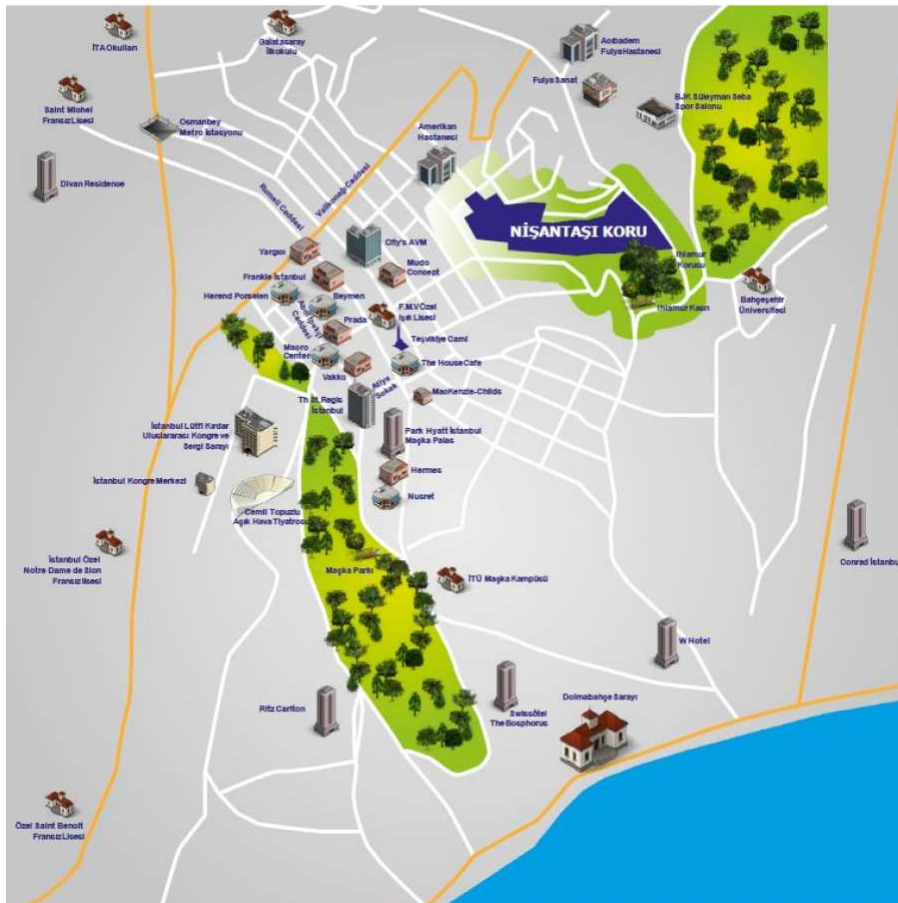 İTA Okulları
Galatasaray
İlkokulu
Acıbadem
Fulya Hastanesi
Fulya Sanat
Saint Michel
Fransız Lisesi
Osmanbey
Metro İstasyonu
BJK Süleyman Seba
Spor Salonu
Amerikan
Hastanesi
Divan Residence
Rumeli Caddesi
Valikonağı Caddesi
NİŞANTAŞI KORU
City's AVM
Yargıcı
Mudo
Concept
Ihlamur
Korusu
Frankie İstanbul
Bahçeşehir
Üniversitesi
Herend Porselen
Beymen
Ihlamur Kasrı
Abdi İpekçi
Caddesi
F.M.V Özel
Işık Lisesi
Prada
Teşvikiye Cami
Macro
Center
The House Cafe
Vakko
Atiye
Sokak
MacKenzie-Childs
The St. Regis
İstanbul
İstanbul Lütfi Kırdar
Uluslararası Kongre ve
Sergi Sarayı
Park Hyatt İstanbul
Maçka Palas
Hermes
İstanbul Kongre Merkezi
Nusret
Cemil Topuzlu
Açık Hava Tiyatrosu
İstanbul Özel
Notre Dame de Sion
Fransız lisesi
Maçka Parkı
Conrad İstanbul
İTÜ Maçka Kampüsü
W Hotel
Dolmabahçe Sarayı
Ritz Carlton
Swissôtel
The Bosphorus
Özel Saint Benoit
Fransız Lisesi